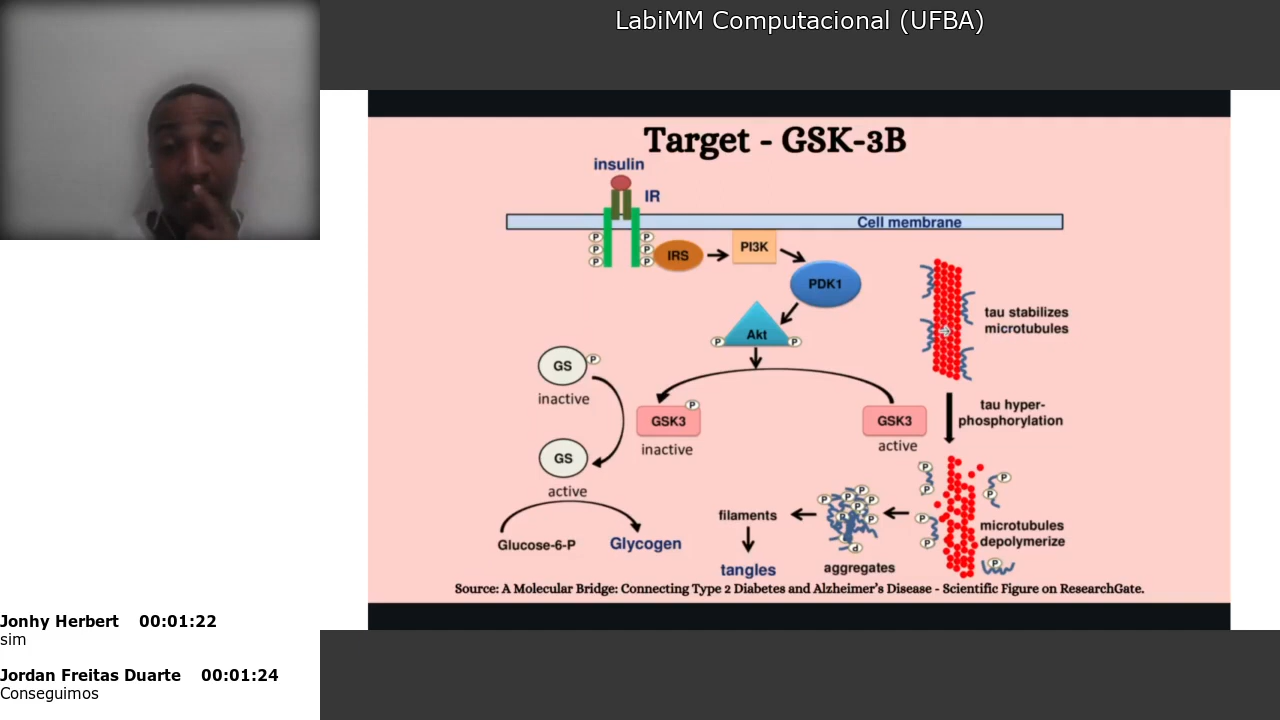 LabiMM Computacional (UFBA)
Target - GSK-3B
insulin
IR
Cell membrane
P
P
P
P
P
P
IRS
PI3K
PDK1
Akt
P
P
tau stabilizes
microtubules
GS
P
inactive
GSK3
P
inactive
GSK3
active
tau hyper-
phosphorylation
GS
active
Glucose-6-P
Glycogen
filaments
tangles
P
P
P
P
P
P
P
d
aggregates
P
P
P
P
P
P
P
microtubules
depolymerize
Source: A Molecular Bridge: Connecting Type 2 Diabetes and Alzheimer's Disease - Scientific Figure on ResearchGate.
Jonhy Herbert 00:01:22
sim
Jordan Freitas Duarte 00:01:24
Conseguimos